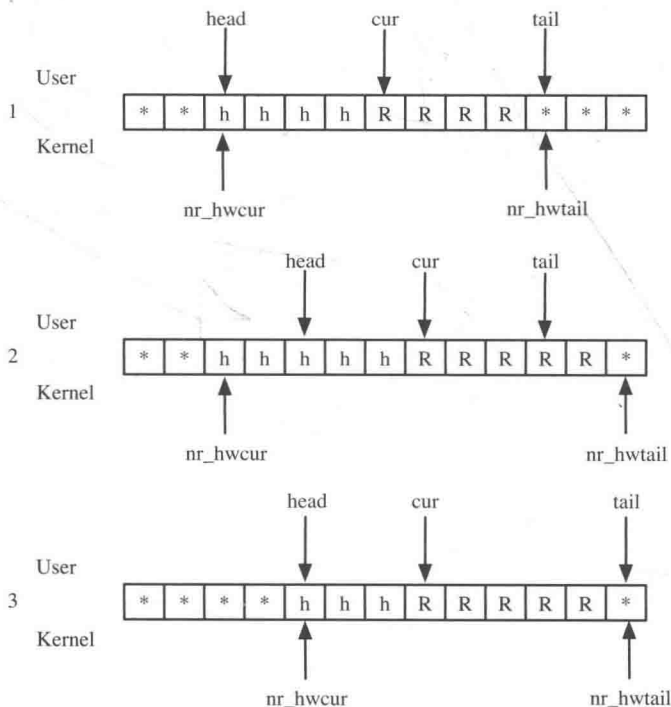 head cur tail
User
1 * * h h h h R R R R * * *
Kernel
nr_hwcur nr_hwtail
head cur tail
User
2 * * h h h h h R R R R R *
Kernel
nr_hwcur nr_hwtail
head cur tail
User
3 * * * * h h h R R R R R *
Kernel
nr_hwcur nr_hwtail